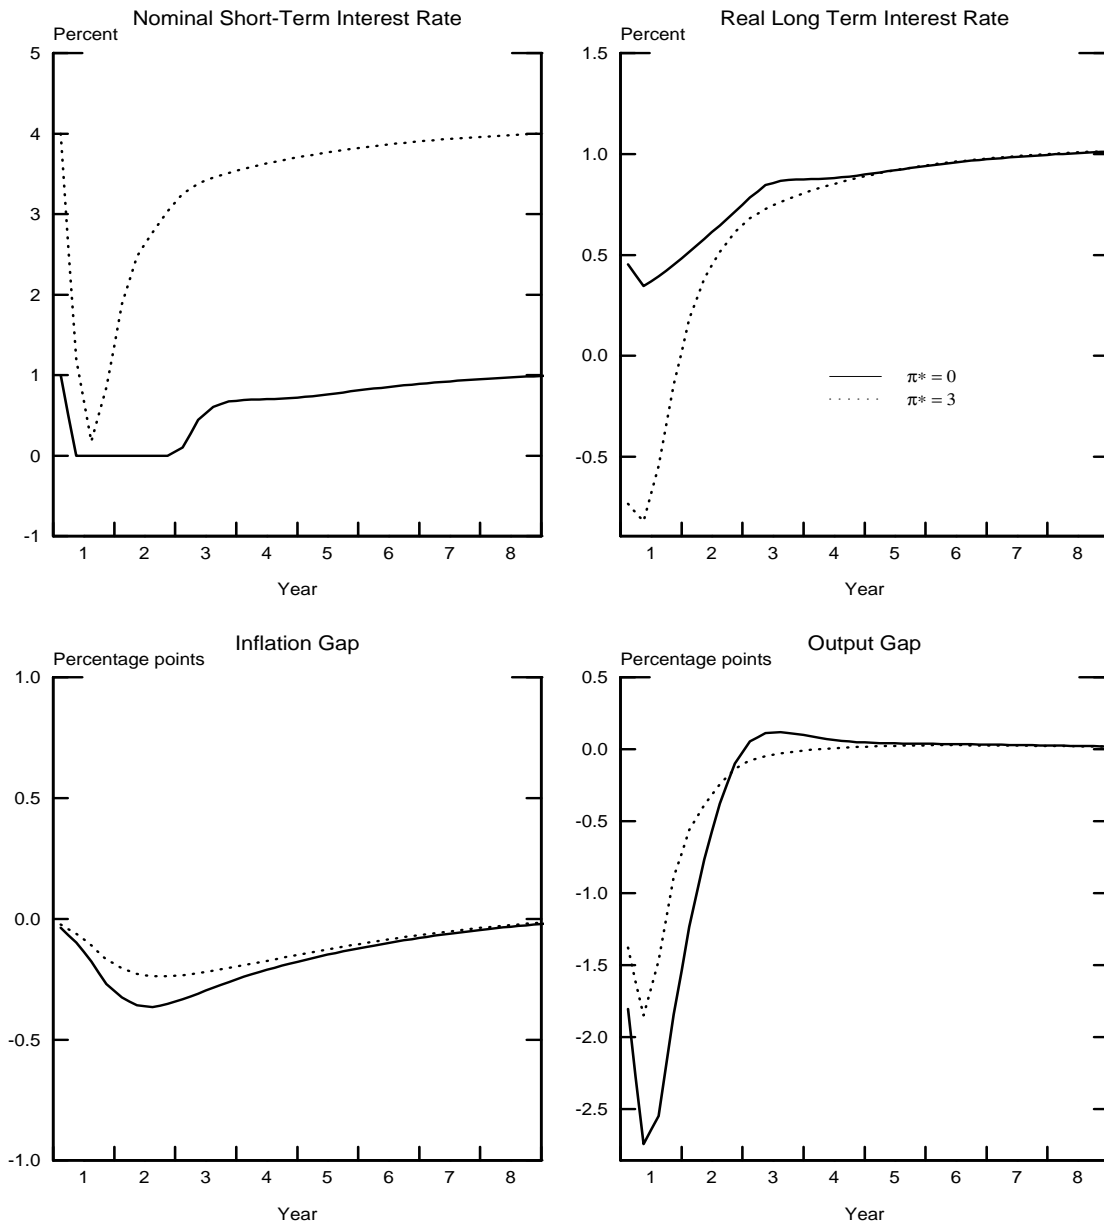 Nominal Short-Term Interest Rate
Percent
5
4
3
2
1
0
-1
1 2 3 4 5 6 7 8
Year
Real Long Term Interest Rate
Percent
1.5
1.0
0.5
0.0
-0.5
π* = 0
π* = 3
1 2 3 4 5 6 7 8
Year
Inflation Gap
Percentage points
1.0
0.5
0.0
-0.5
-1.0
1 2 3 4 5 6 7 8
Year
Output Gap
Percentage points
0.5
0.0
-0.5
-1.0
-1.5
-2.0
-2.5
1 2 3 4 5 6 7 8
Year